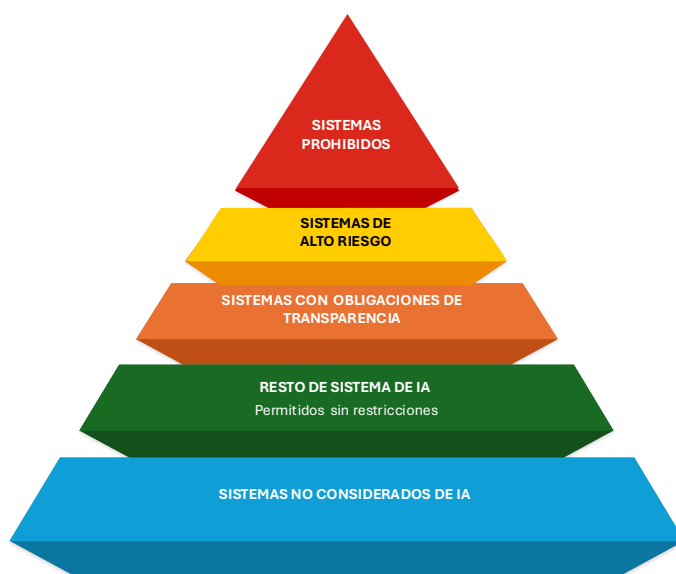 SISTEMAS
PROHIBIDOS
SISTEMAS DE
ALTO RIESGO
SISTEMAS CON OBLIGACIONES DE
TRANSPARENCIA
RESTO DE SISTEMA DE IA
Permitidos sin restricciones
SISTEMAS NO CONSIDERADOS DE IA